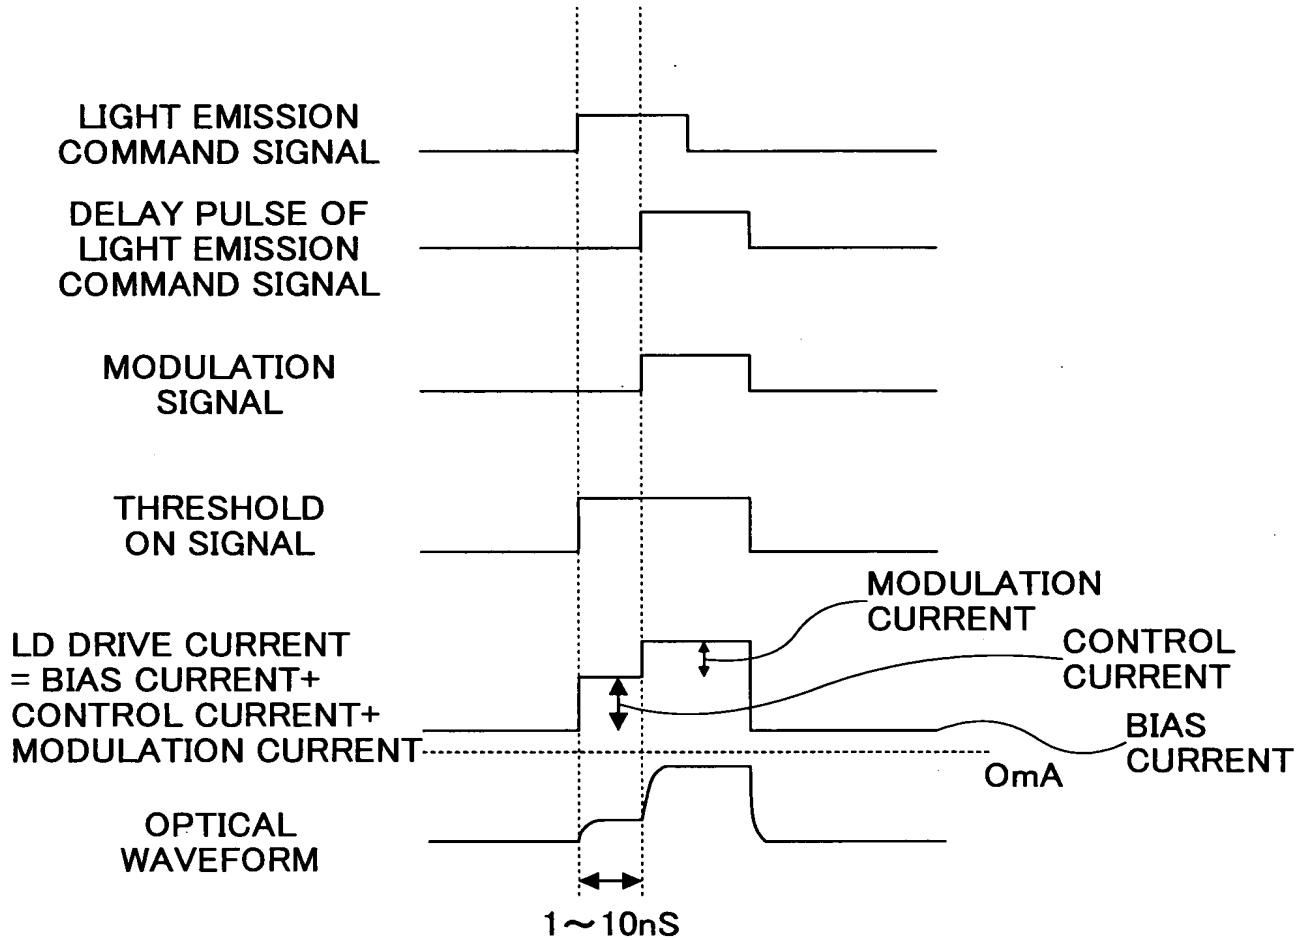 LIGHT EMISSION
COMMAND SIGNAL
DELAY PULSE OF
LIGHT EMISSION
COMMAND SIGNAL
MODULATION
SIGNAL
THRESHOLD
ON SIGNAL
MODULATION
CURRENT
CONTROL
CURRENT
LD DRIVE CURRENT
= BIAS CURRENT+
CONTROL CURRENT+
MODULATION CURRENT
BIAS
CURRENT
OmA
OPTICAL
WAVEFORM
1～10nS